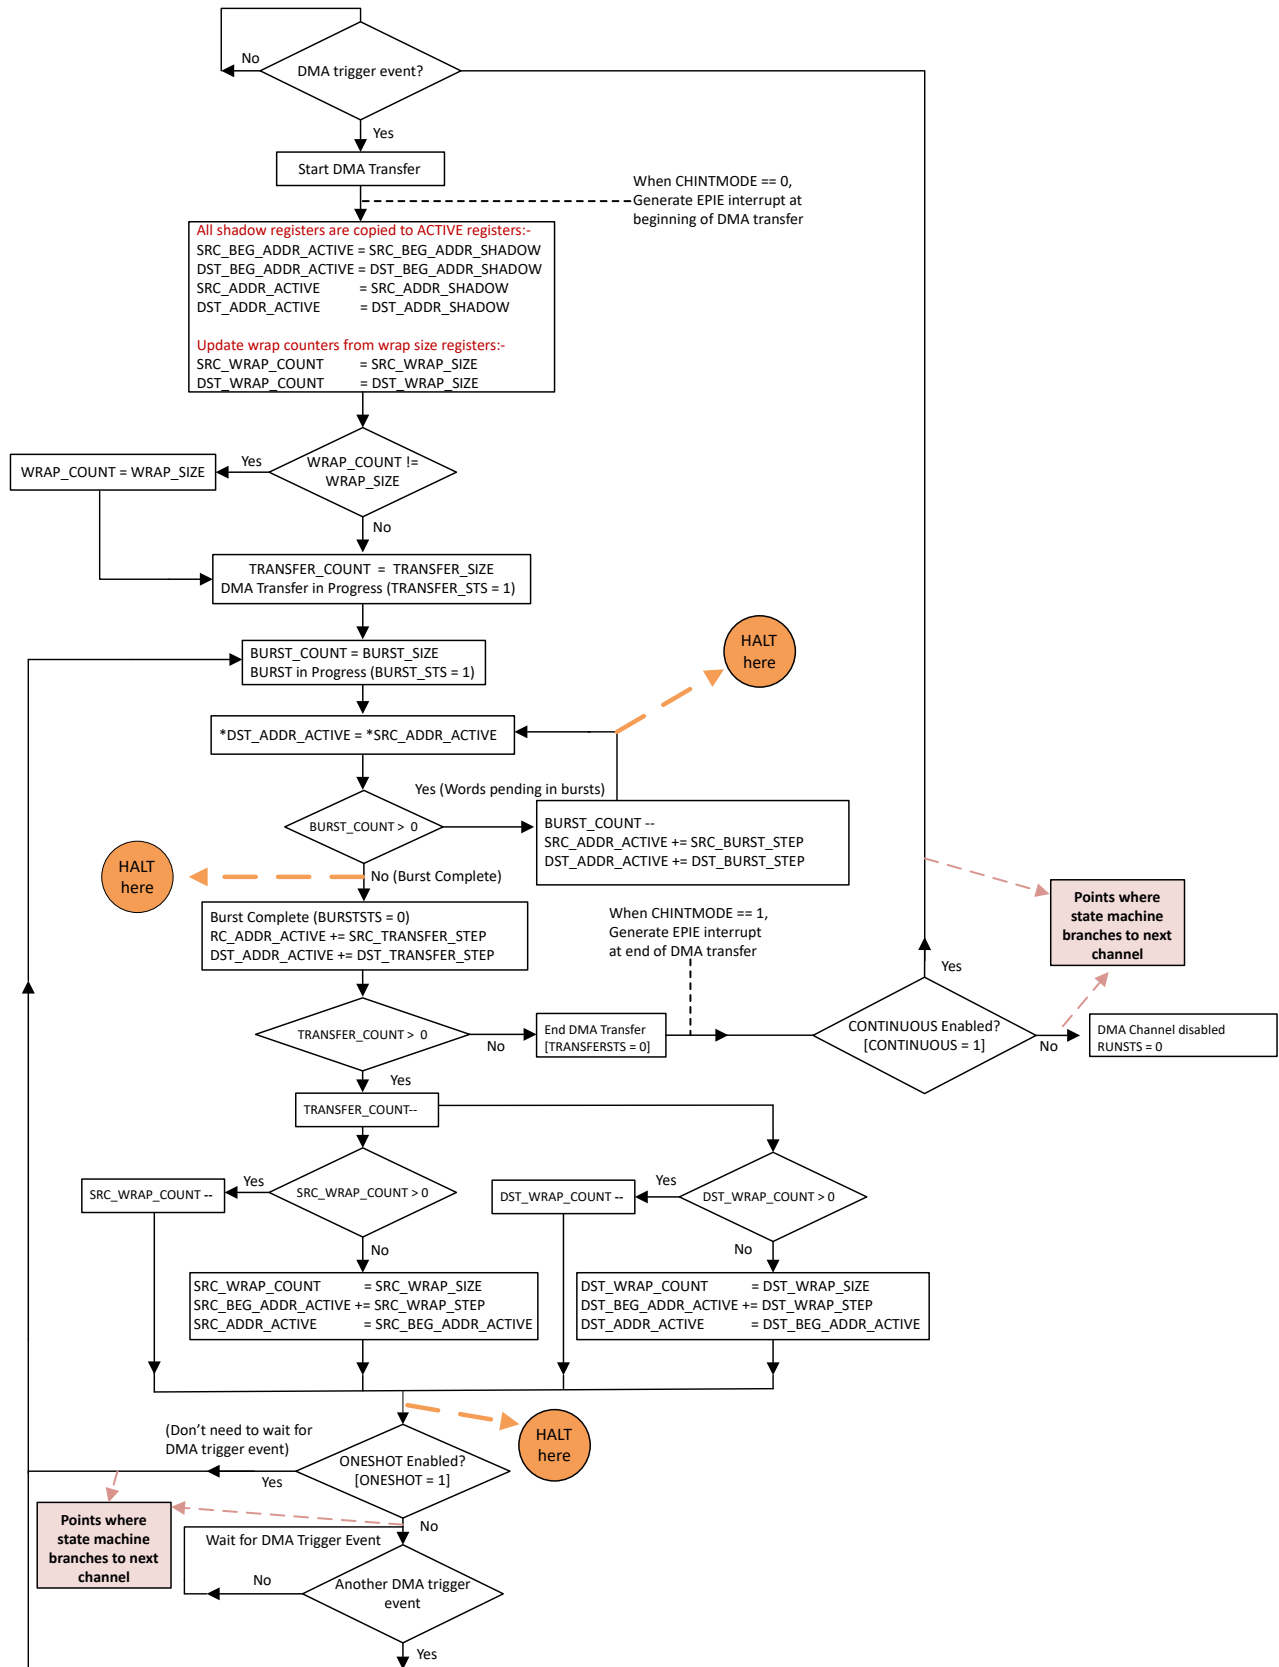 DMA trigger event?
No
Yes
Start DMA Transfer
When CHINTMODE == 0,
Generate EPIE interrupt at
beginning of DMA transfer
All shadow registers are copied to ACTIVE registers:-
SRC_BEG_ADDR_ACTIVE = SRC_BEG_ADDR_SHADOW
DST_BEG_ADDR_ACTIVE = DST_BEG_ADDR_SHADOW
SRC_ADDR_ACTIVE = SRC_ADDR_SHADOW
DST_ADDR_ACTIVE = DST_ADDR_SHADOW
Update wrap counters from wrap size registers:-
SRC_WRAP_COUNT = SRC_WRAP_SIZE
DST_WRAP_COUNT = DST_WRAP_SIZE
WRAP_COUNT !=
WRAP_SIZE
Yes
WRAP_COUNT = WRAP_SIZE
No
TRANSFER_COUNT = TRANSFER_SIZE
DMA Transfer in Progress (TRANSFER_STS = 1)
BURST_COUNT = BURST_SIZE
BURST in Progress (BURST_STS = 1)
HALT
here
*DST_ADDR_ACTIVE = *SRC_ADDR_ACTIVE
Yes (Words pending in bursts)
BURST_COUNT > 0
BURST_COUNT --
SRC_ADDR_ACTIVE += SRC_BURST_STEP
DST_ADDR_ACTIVE += DST_BURST_STEP
HALT
here
No (Burst Complete)
Burst Complete (BURSTSTS = 0)
RC_ADDR_ACTIVE += SRC_TRANSFER_STEP
DST_ADDR_ACTIVE += DST_TRANSFER_STEP
When CHINTMODE == 1,
Generate EPIE interrupt
at end of DMA transfer
Points where
state machine
branches to next
channel
Yes
TRANSFER_COUNT > 0
No
End DMA Transfer
[TRANSFERSTS = 0]
CONTINUOUS Enabled?
[CONTINUOUS = 1]
No
DMA Channel disabled
RUNSTS = 0
Yes
TRANSFER_COUNT--
SRC_WRAP_COUNT --
Yes
SRC_WRAP_COUNT > 0
DST_WRAP_COUNT --
Yes
DST_WRAP_COUNT > 0
No
No
SRC_WRAP_COUNT = SRC_WRAP_SIZE
SRC_BEG_ADDR_ACTIVE += SRC_WRAP_STEP
SRC_ADDR_ACTIVE = SRC_BEG_ADDR_ACTIVE
DST_WRAP_COUNT = DST_WRAP_SIZE
DST_BEG_ADDR_ACTIVE += DST_WRAP_STEP
DST_ADDR_ACTIVE = DST_BEG_ADDR_ACTIVE
(Don't need to wait for
DMA trigger event)
HALT
here
ONESHOT Enabled?
[ONESHOT = 1]
Yes
Points where
state machine
branches to next
channel
No
Wait for DMA Trigger Event
No
Another DMA trigger
event
Yes